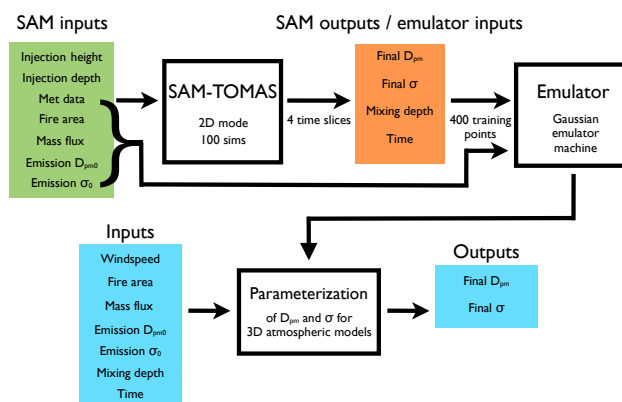 SAM inputs
Injection height
Injection depth
Met data
Fire area
Mass flux
Emission Dpm0
Emission σ0
SAM-TOMAS
2D mode
100 sims
4 time slices
SAM outputs / emulator inputs
Final Dpm
Final σ
Mixing depth
Time
400 training
points
Emulator
Gaussian
emulator
machine
Inputs
Windspeed
Fire area
Mass flux
Emission Dpm0
Emission σ0
Mixing depth
Time
Parameterization
of Dpm and σ for
3D atmospheric models
Outputs
Final Dpm
Final σ